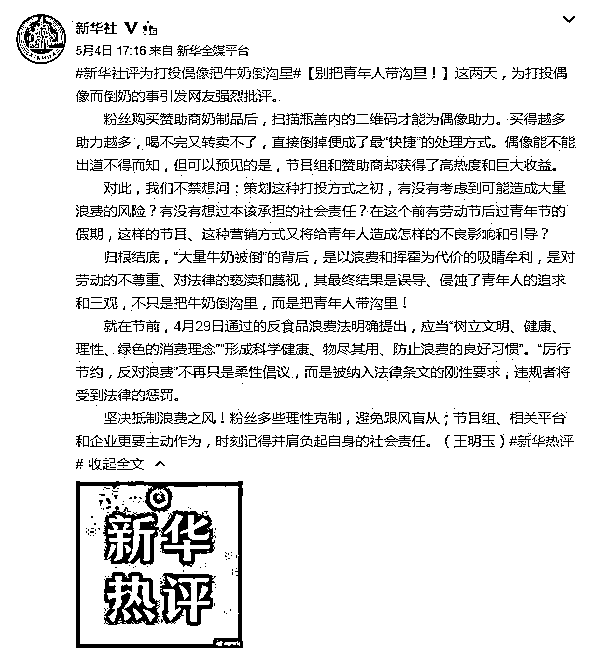 新华社
5月4日 17:16 来自 新华全媒平台
#新华社评为打投偶像把牛奶倒沟里#【别把青年人带沟里！】这两天，为打投偶
像而倒奶的事引发网友强烈批评。
粉丝购买赞助商奶制品后，扫描瓶盖内的二维码才能为偶像助力。买得越多
助力越多，喝不完又转卖不了，直接倒掉便成了最“快捷”的处理方式。偶像能不能
出道不得而知，但可以预见的是，节目组和赞助商却获得了高热度和巨大收益。
对此，我们不禁想问：策划这种打投方式之初，有没有考虑到可能造成大量
浪费的风险？有没有想过本该承担的社会责任？在这个前有劳动节后过青年节的
假期，这样的节目、这种营销方式又将给青年人造成怎样的不良影响和引导？
归根结底，“大量牛奶被倒”的背后，是以浪费和挥霍为代价的吸睛牟利，是对
劳动的不尊重、对法律的亵渎和蔑视，其最终结果是误导、侵蚀了青年人的追求
和三观，不只是把牛奶倒沟里，而是把青年人带沟里！
就在节前，4月29日通过的反食品浪费法明确提出，应当“树立文明、健康、
理性、绿色的消费理念”“形成科学健康、物尽其用、防止浪费的良好习惯”。“厉行
节约，反对浪费”不再只是柔性倡议，而是被纳入法律条文的刚性要求；违规者将
受到法律的惩罚。
坚决抵制浪费之风！粉丝多些理性克制，避免跟风盲从；节目组、相关平台
和企业更要主动作为，时刻记得并肩负起自身的社会责任。（王明玉）#新华热评
# 收起全文
新华
热评